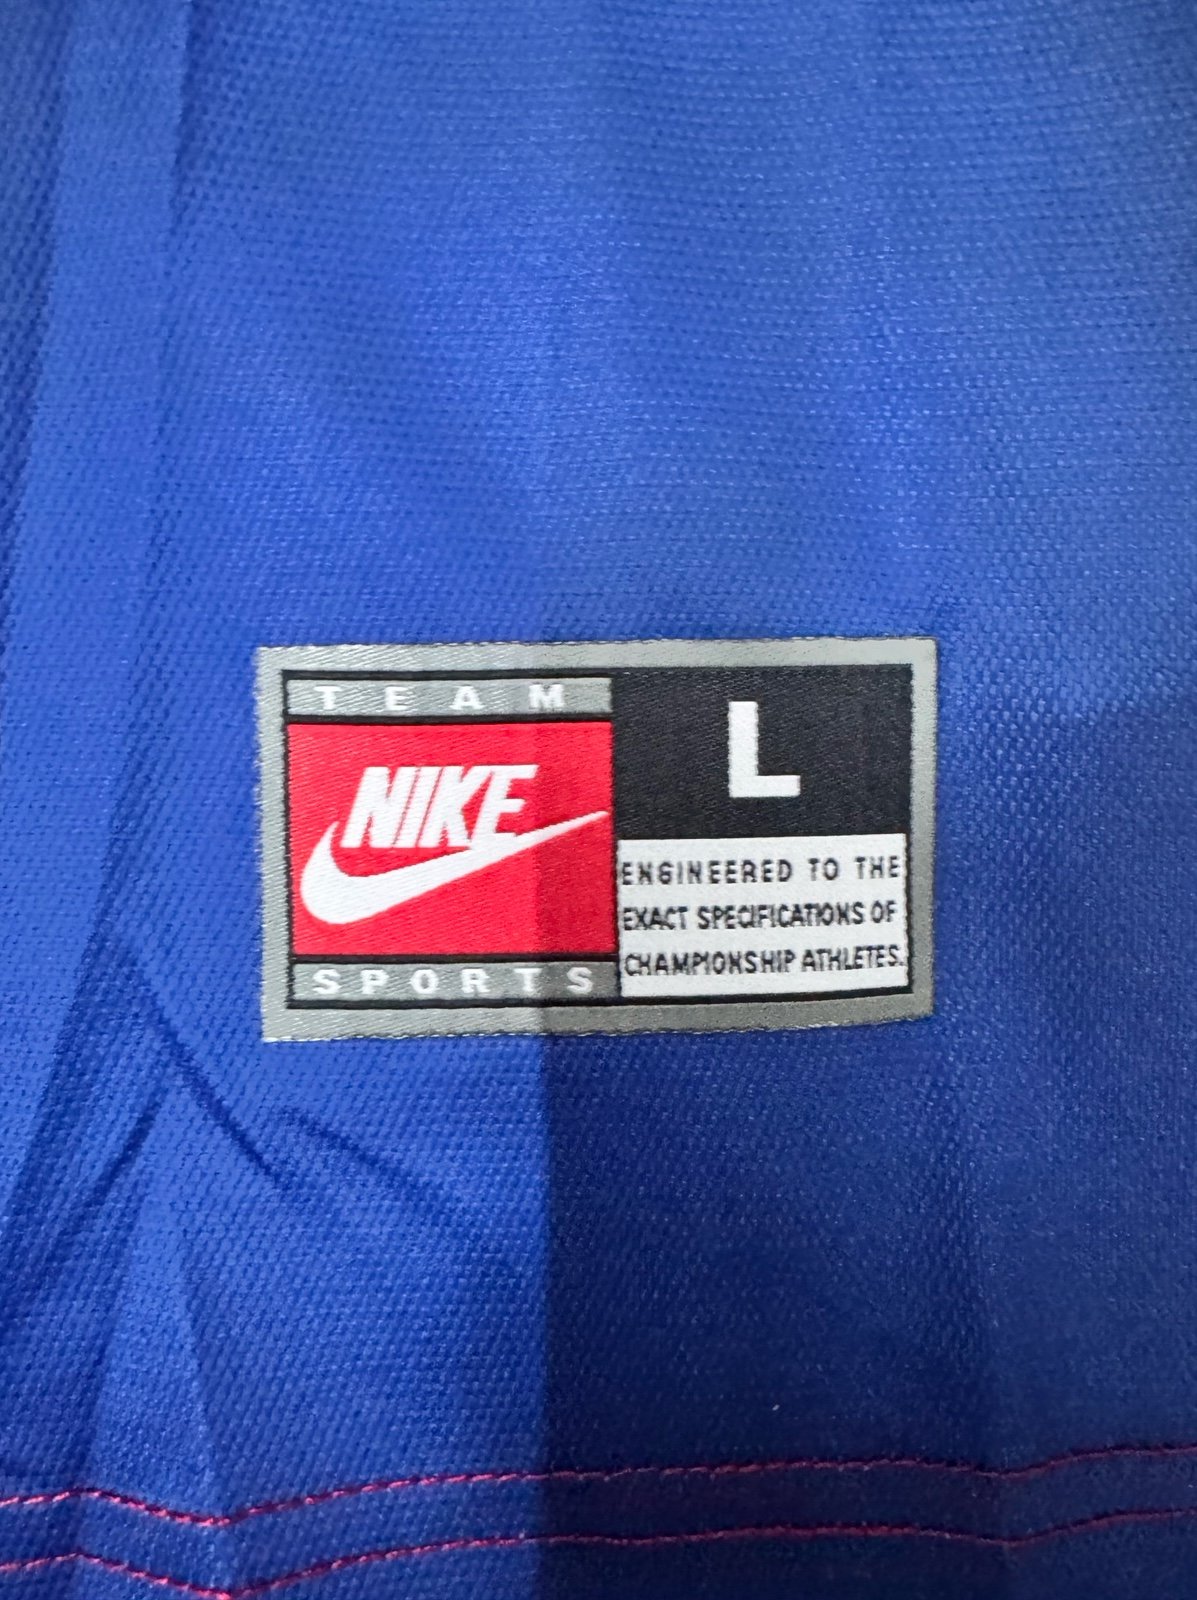 TEAM
NIKE
SPORTS
L
ENGINEERED TO THE
EXACT SPECIFICATIONS OF
CHAMPIONSHIP ATHLETES.